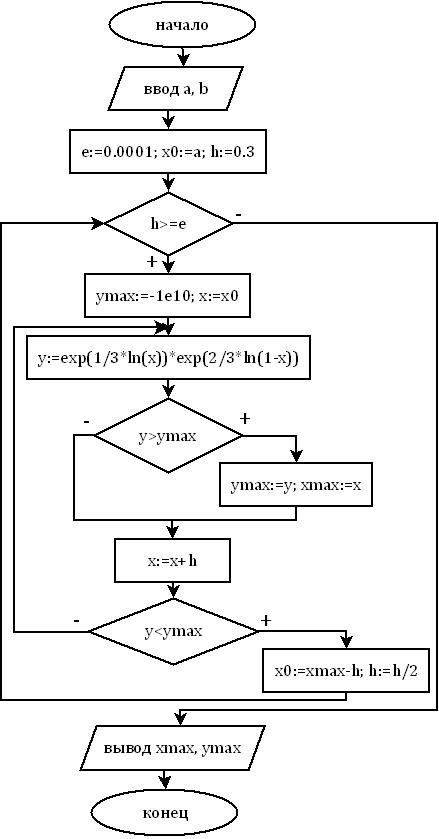 начало
ввод a, b
e:=0.0001; x0:=a; h:=0.3
h>=e
-
+
ymax:=-1e10; x:=x0
y:=exp(1/3*ln(x))*exp(2/3*ln(1-x))
-
+
y>ymax
ymax:=y; xmax:=x
x:=x+h
-
+
y<ymax
x0:=xmax-h; h:=h/2
вывод xmax, ymax
конец